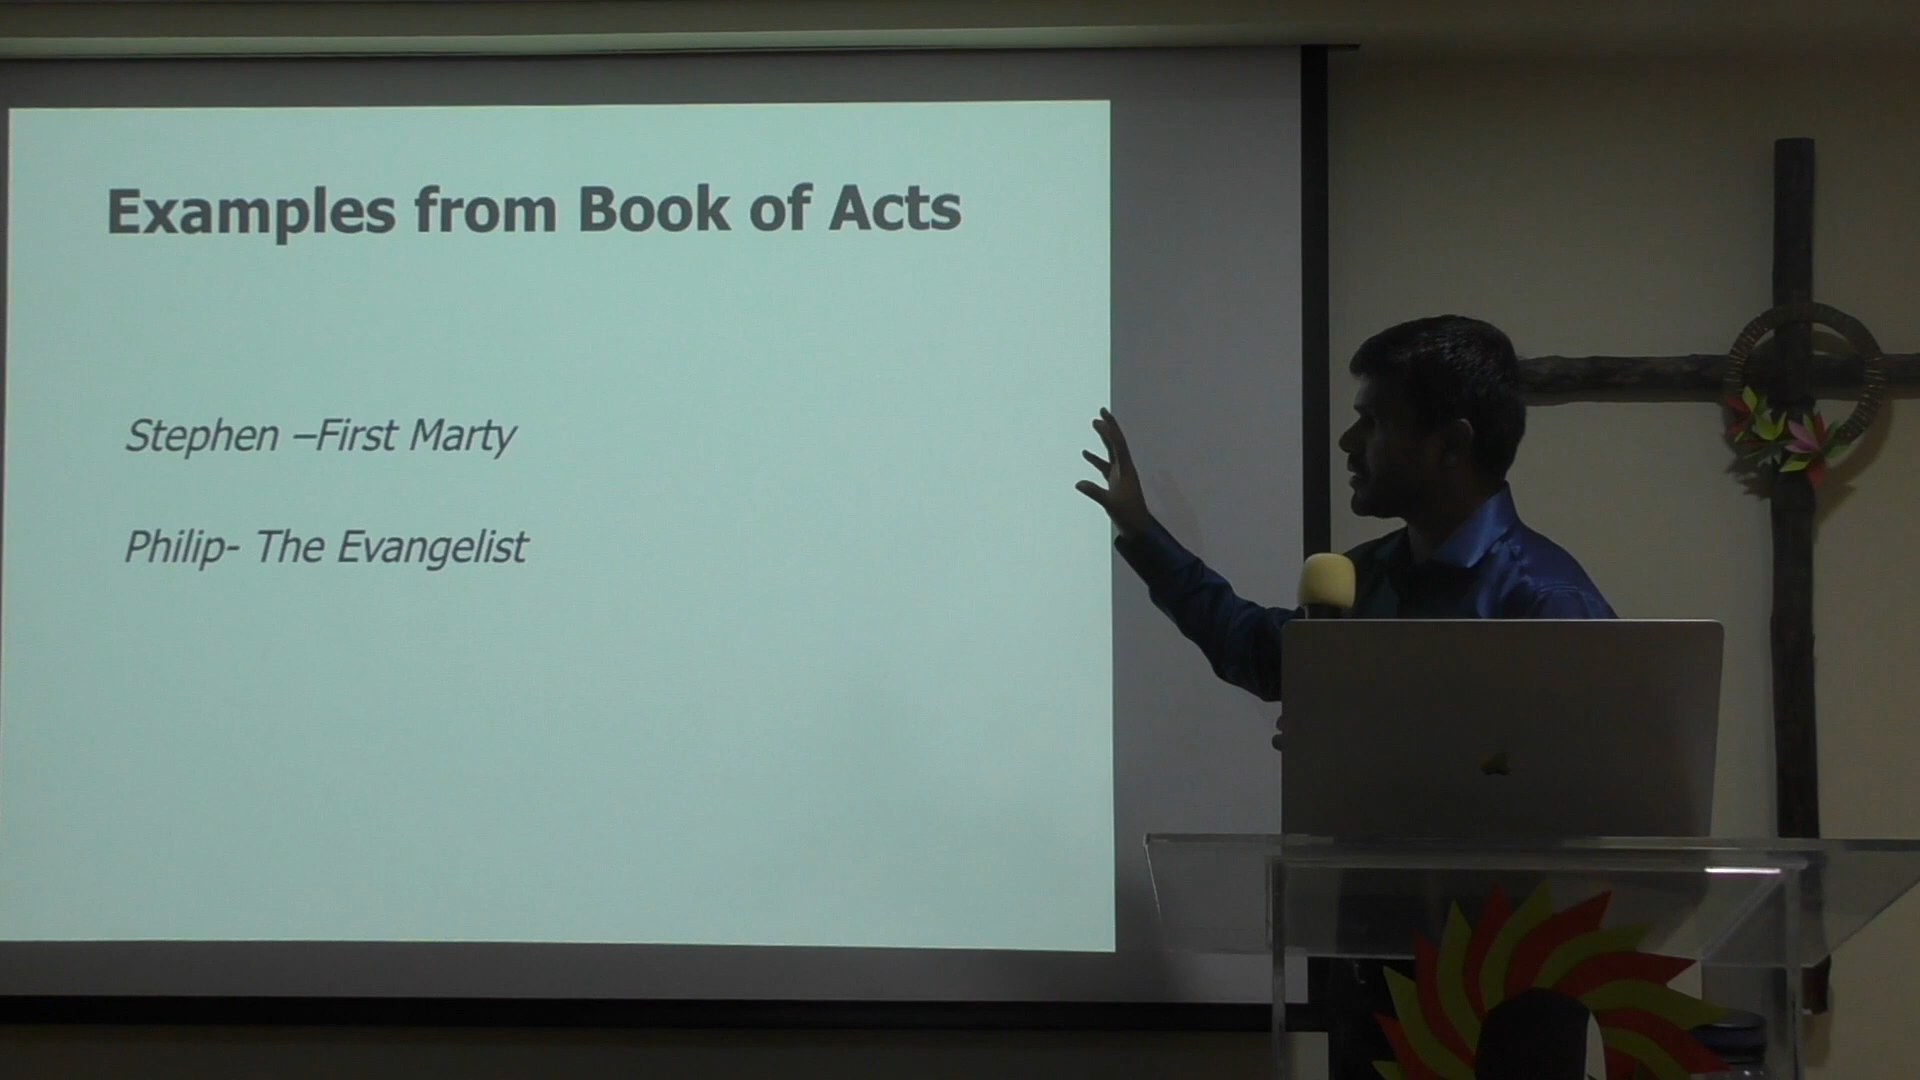 Examples from Book of Acts
Stephen –First Marty
Philip- The Evangelist